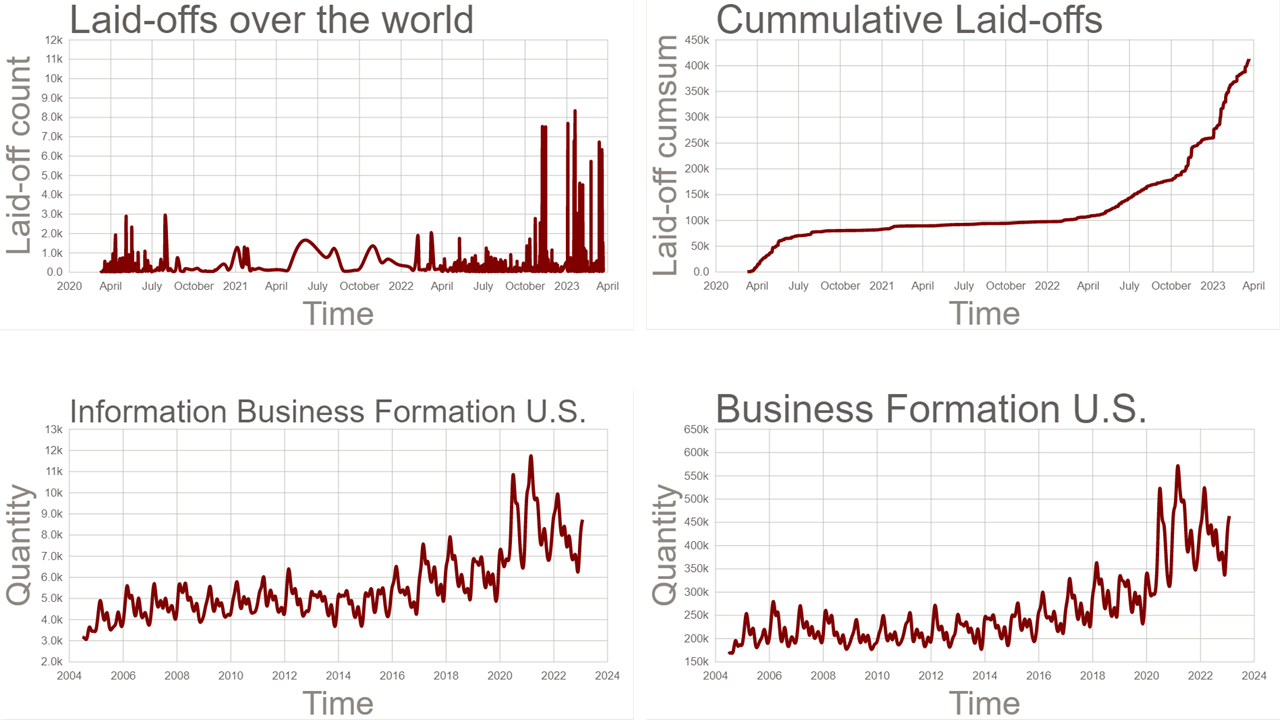 Laid-offs over the world
Laid-off count
12k
11k
10k
9.0k
8.0k
7.0k
6.0k
5.0k
4.0k
3.0k
2.0k
1.0k
0.0
2020 April July October 2021 April July October 2022 April July October 2023 April
Time
Cummulative Laid-offs
Laid-off cumsum
450k
400k
350k
300k
250k
200k
150k
100k
50k
0.0
2020 April July October 2021 April July October 2022 April July October 2023 April
Time
Information Business Formation U.S.
Quantity
13k
12k
11k
10k
9.0k
8.0k
7.0k
6.0k
5.0k
4.0k
3.0k
2.0k
2004 2006 2008 2010 2012 2014 2016 2018 2020 2022 2024
Time
Business Formation U.S.
Quantity
650k
600k
550k
500k
450k
400k
350k
300k
250k
200k
150k
2004 2006 2008 2010 2012 2014 2016 2018 2020 2022 2024
Time